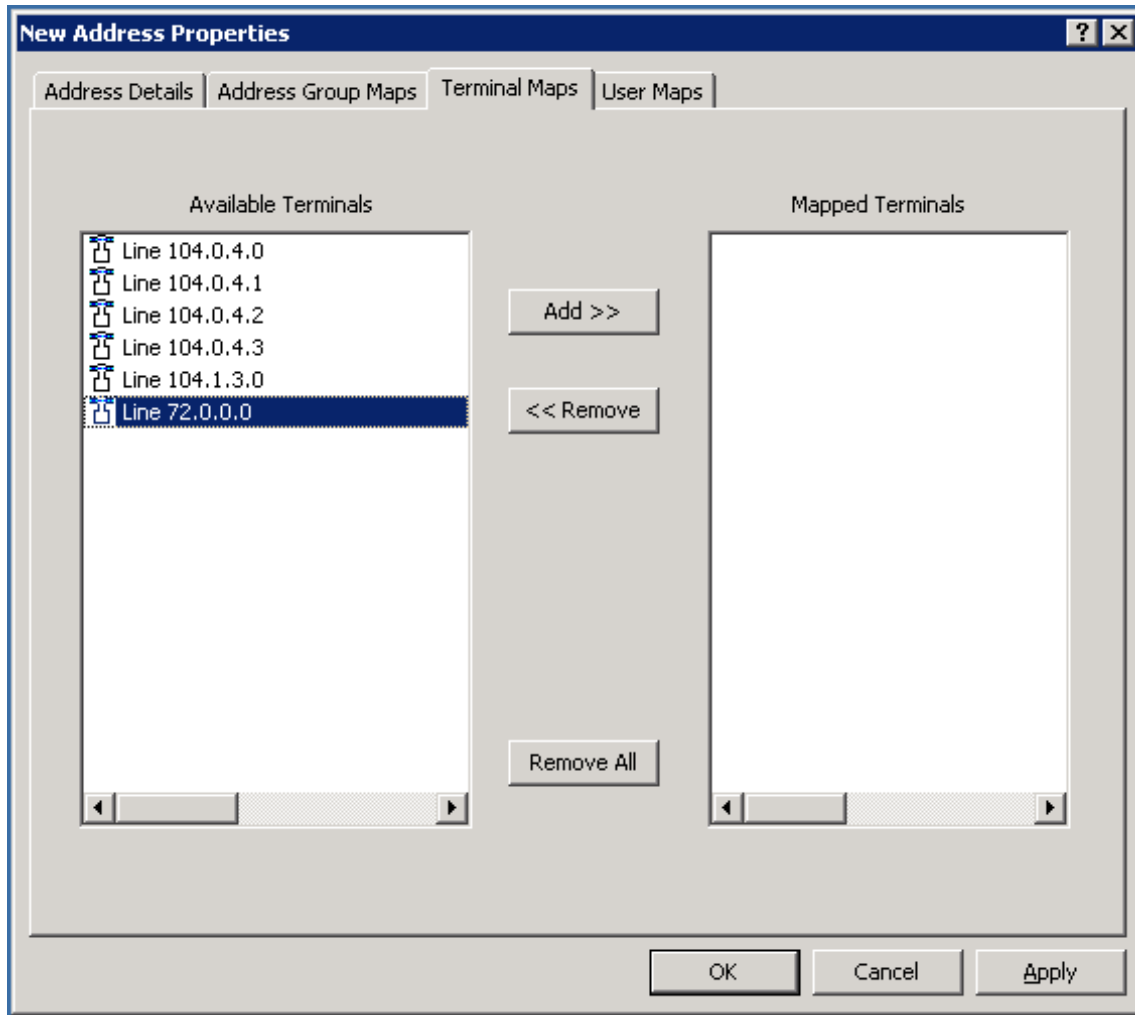 New Address Properties
Address Details
Address Group Maps
Terminal Maps
User Maps
Available Terminals
Mapped Terminals
Line 104.0.4.0
Line 104.0.4.1
Line 104.0.4.2
Line 104.0.4.3
Line 104.1.3.0
Line 72.0.0.0
Add >>
<< Remove
Remove All
OK
Cancel
Apply